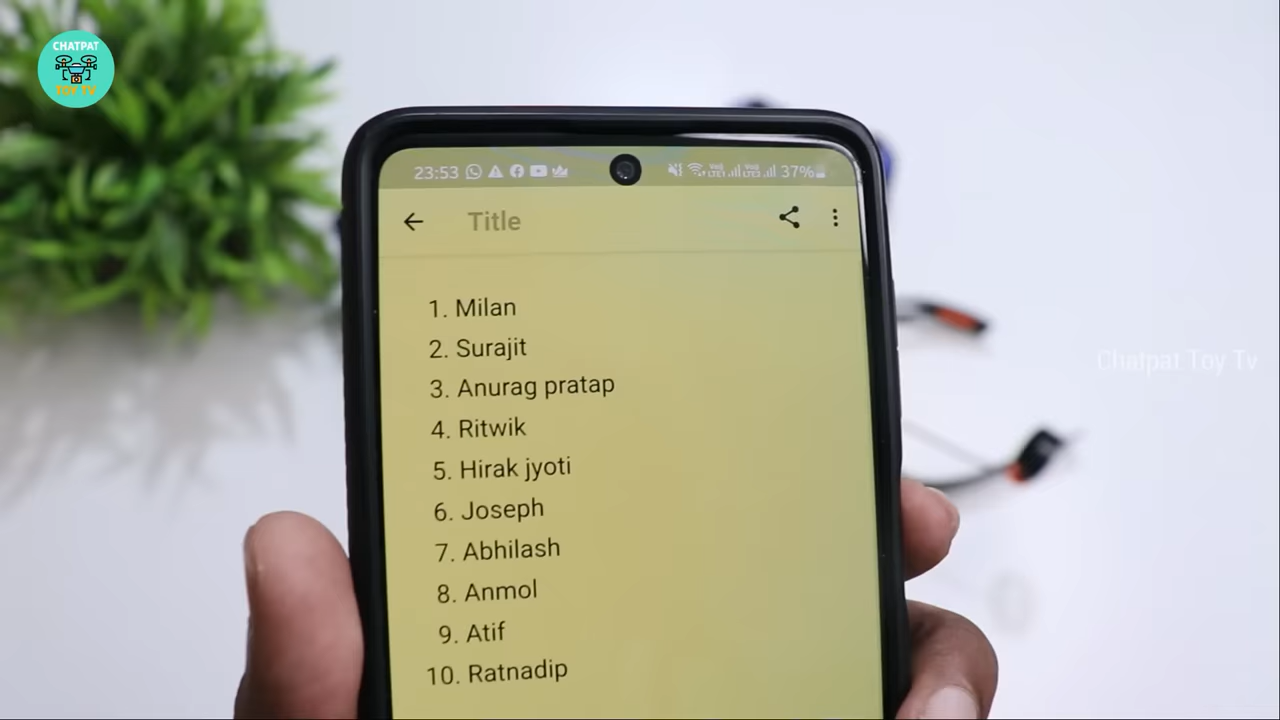 CHATPAT
TOY TV
23:53 37%
Title
1. Milan
2. Surajit
3. Anurag pratap
4. Ritwik
5. Hirak jyoti
6. Joseph
7. Abhilash
8. Anmol
9. Atif
10. Ratnadip
Chatpat Toy Tv